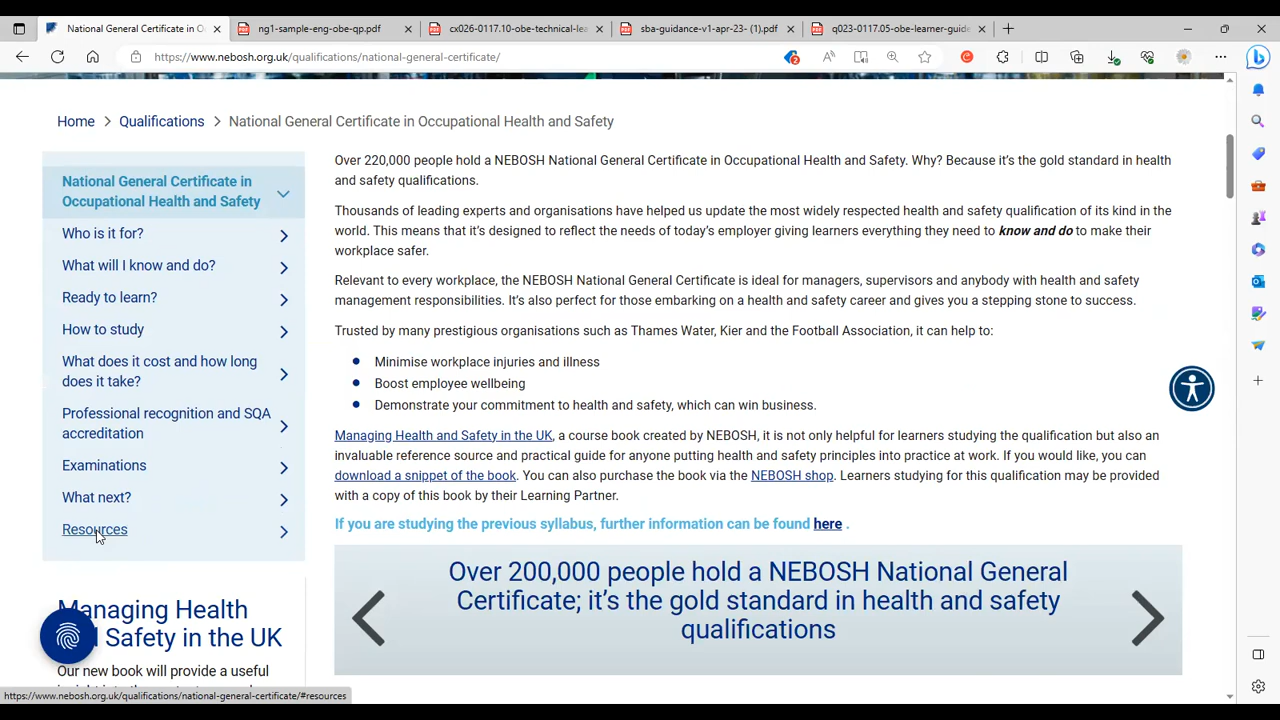 National General Certificate in O
ng1-sample-eng-obe-qp.pdf
cx026-0117.10-obe-technical-lea
sba-guidance-v1-apr-23- (1).pdf
q023-0117.05-obe-learner-guide
https://www.nebosh.org.uk/qualifications/national-general-certificate/
Home > Qualifications > National General Certificate in Occupational Health and Safety
National General Certificate in
Occupational Health and Safety
Who is it for?
What will I know and do?
Ready to learn?
How to study
What does it cost and how long
does it take?
Professional recognition and SQA
accreditation
Examinations
What next?
Resources
Managing Health
Safety in the UK
Our new book will provide a useful
Over 220,000 people hold a NEBOSH National General Certificate in Occupational Health and Safety. Why? Because it's the gold standard in health
and safety qualifications.
Thousands of leading experts and organisations have helped us update the most widely respected health and safety qualification of its kind in the
world. This means that it's designed to reflect the needs of today's employer giving learners everything they need to know and do to make their
workplace safer.
Relevant to every workplace, the NEBOSH National General Certificate is ideal for managers, supervisors and anybody with health and safety
management responsibilities. It's also perfect for those embarking on a health and safety career and gives you a stepping stone to success.
Trusted by many prestigious organisations such as Thames Water, Kier and the Football Association, it can help to:
Minimise workplace injuries and illness
Boost employee wellbeing
Demonstrate your commitment to health and safety, which can win business.
Managing Health and Safety in the UK, a course book created by NEBOSH, it is not only helpful for learners studying the qualification but also an
invaluable reference source and practical guide for anyone putting health and safety principles into practice at work. If you would like, you can
download a snippet of the book. You can also purchase the book via the NEBOSH shop. Learners studying for this qualification may be provided
with a copy of this book by their Learning Partner.
If you are studying the previous syllabus, further information can be found here .
Over 200,000 people hold a NEBOSH National General
Certificate; it's the gold standard in health and safety
qualifications
https://www.nebosh.org.uk/qualifications/national-general-certificate/#resources